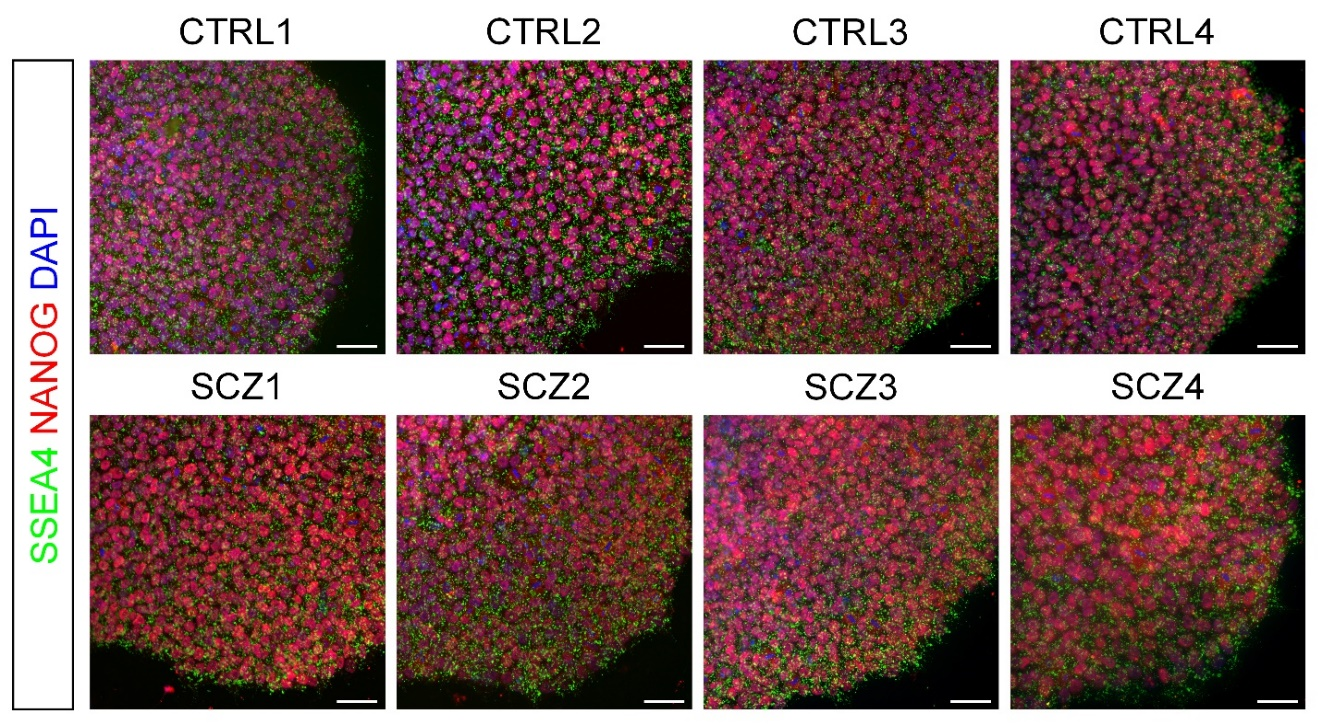 CTRL1 CTRL2 CTRL3 CTRL4
SSEA4 NANOG DAPI
SCZ1 SCZ2 SCZ3 SCZ4